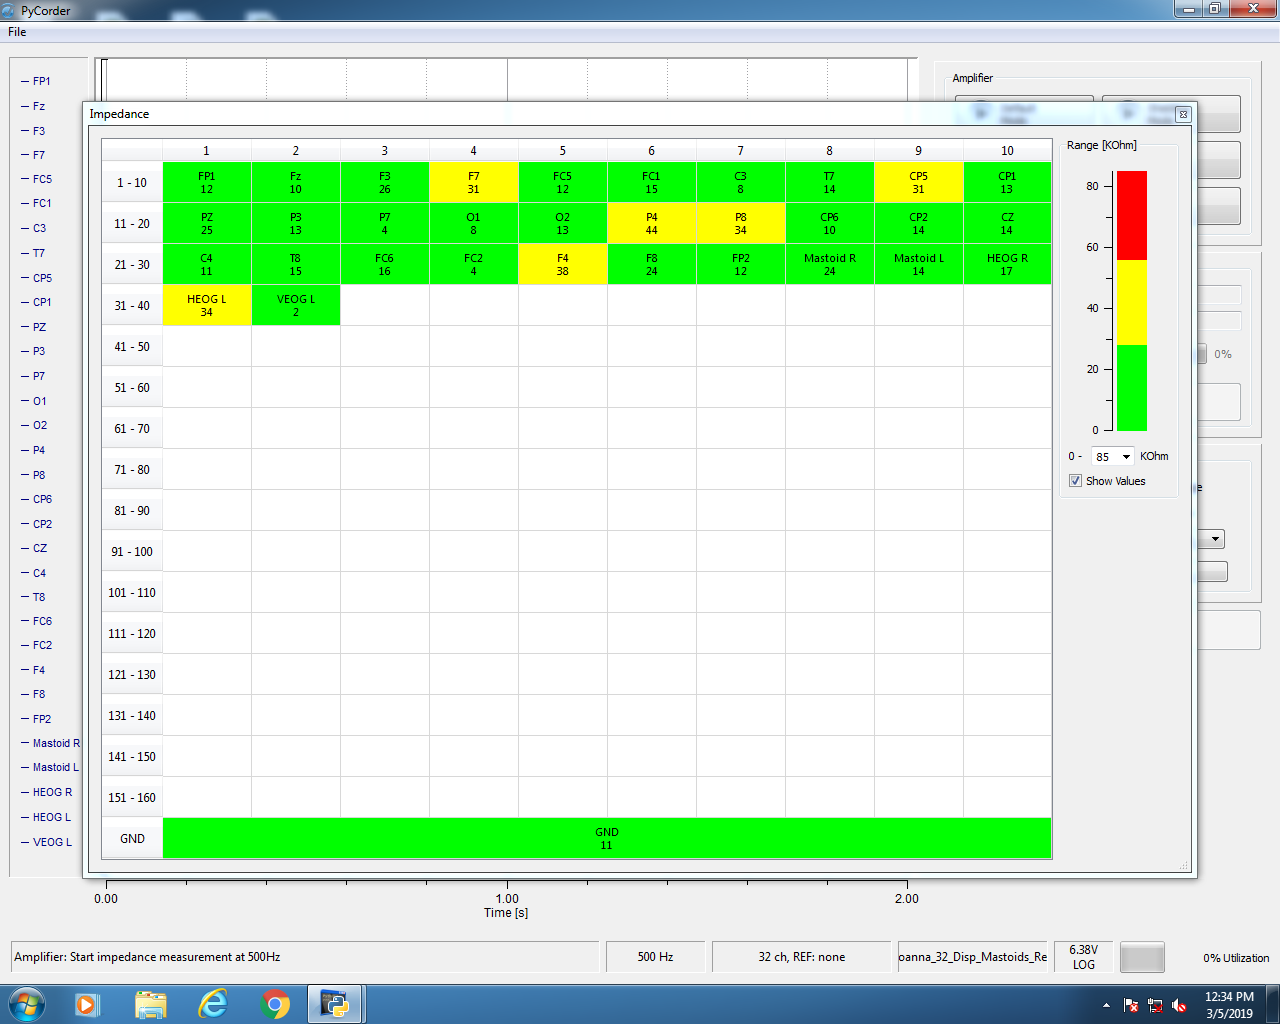 PyCorder
File
Amplifier
FP1
Fz
F3
F7
FC5
FC1
C3
T7
CP5
CP1
PZ
P3
P7
O1
O2
P4
P8
CP6
CP2
CZ
C4
T8
FC6
FC2
F4
F8
FP2
Mastoid R
Mastoid L
HEOG R
HEOG L
VEOG L
Impedance
1 2 3 4 5 6 7 8 9 10
1 - 10 FP1 Fz F3 F7 FC5 FC1 C3 T7 CP5 CP1
12 10 26 31 12 15 8 14 31 13
11 - 20 PZ P3 P7 O1 O2 P4 P8 CP6 CP2 CZ
25 13 4 8 13 44 34 10 14 14
21 - 30 C4 T8 FC6 FC2 F4 F8 FP2 Mastoid R Mastoid L HEOG R
11 15 16 4 38 24 12 24 14 17
31 - 40 HEOG L VEOG L
34 2
41 - 50
51 - 60
61 - 70
71 - 80
81 - 90
91 - 100
101 - 110
111 - 120
121 - 130
131 - 140
141 - 150
151 - 160
GND GND
11
Range [KOhm]
80
60
40
20
0
0 - 85 KOhm
Show Values
0%
0.00 1.00 2.00
Time [s]
Amplifier: Start impedance measurement at 500Hz
500 Hz
32 ch, REF: none
oanna_32_Disp_Mastoids_Re
6.38V
LOG
0% Utilization
12:34 PM
3/5/2019